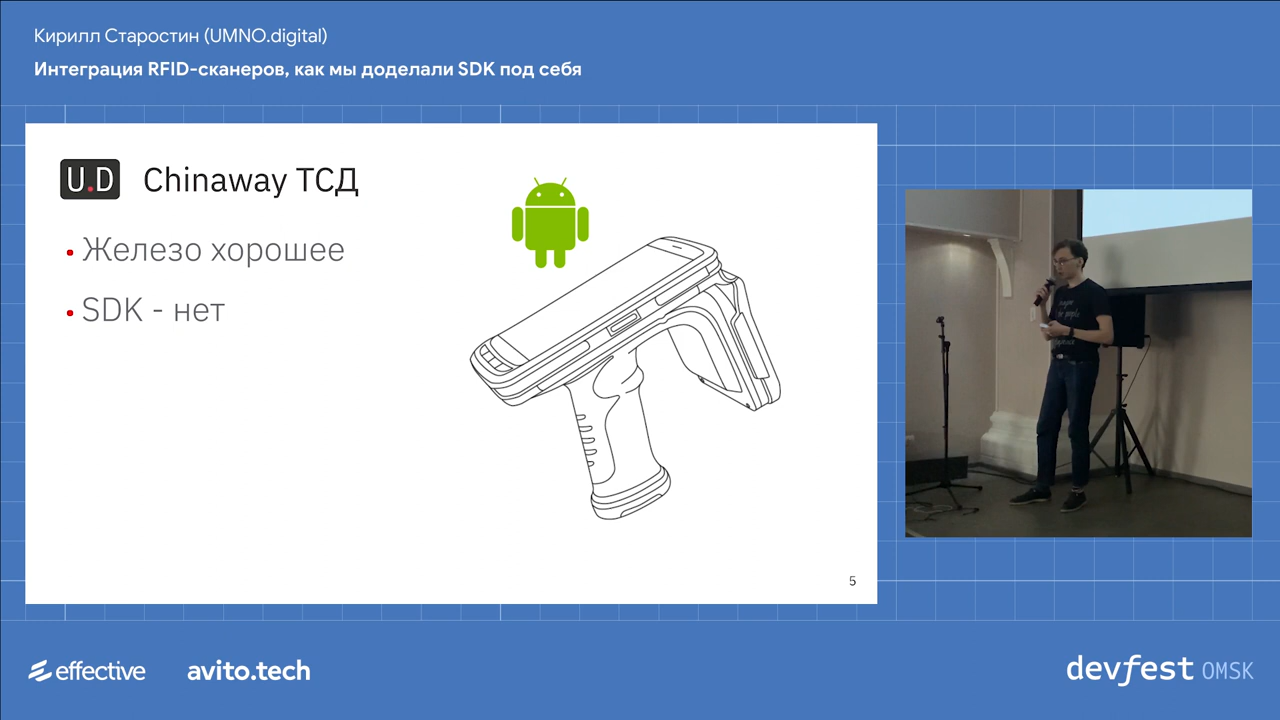 Кирилл Старостин (UMNO.digital)
Интеграция RFID-сканеров, как мы доделали SDK под себя
U.D Chinaway ТСД
• Железо хорошее
• SDK - нет
5
effective avito.tech devfest OMSK